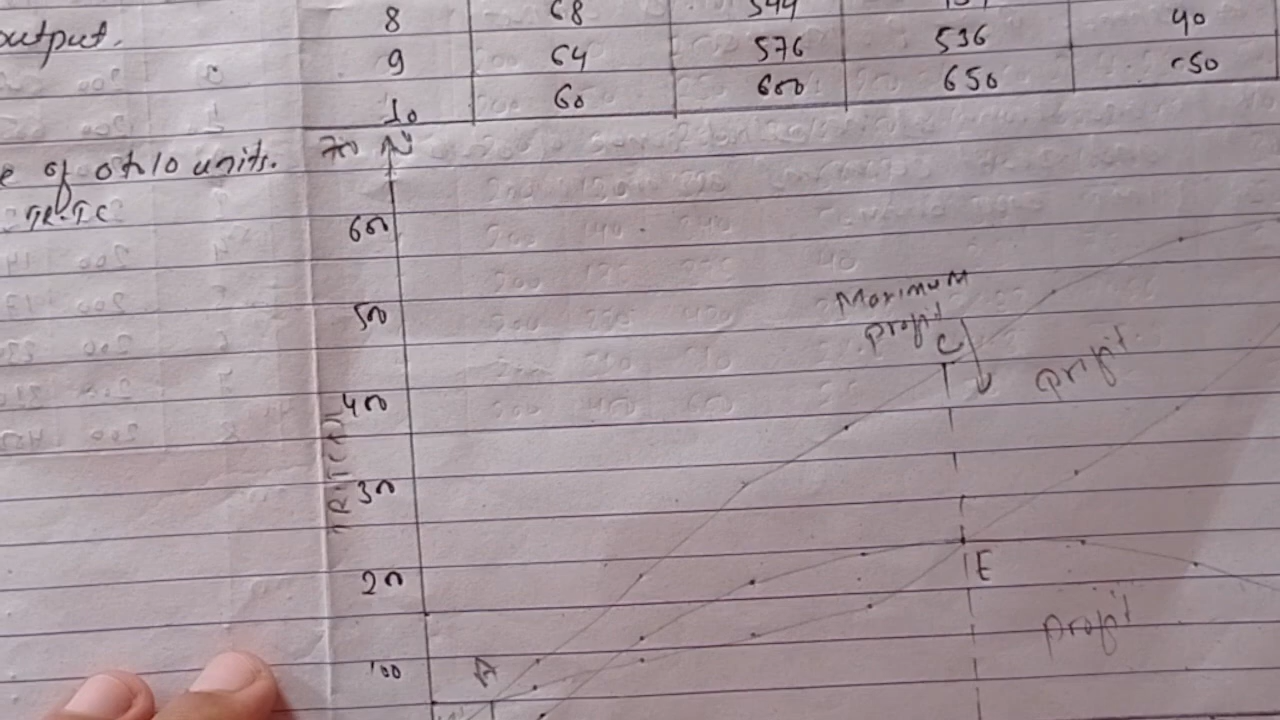 output.
8 68 544
9 64 576 536 40
10 60 600 650 -50
e of 0 to 10 units.
TR-TC
700
600
500
400
300
200
100
Maximum
profit
C
profit
TR/TC
E
profit
A